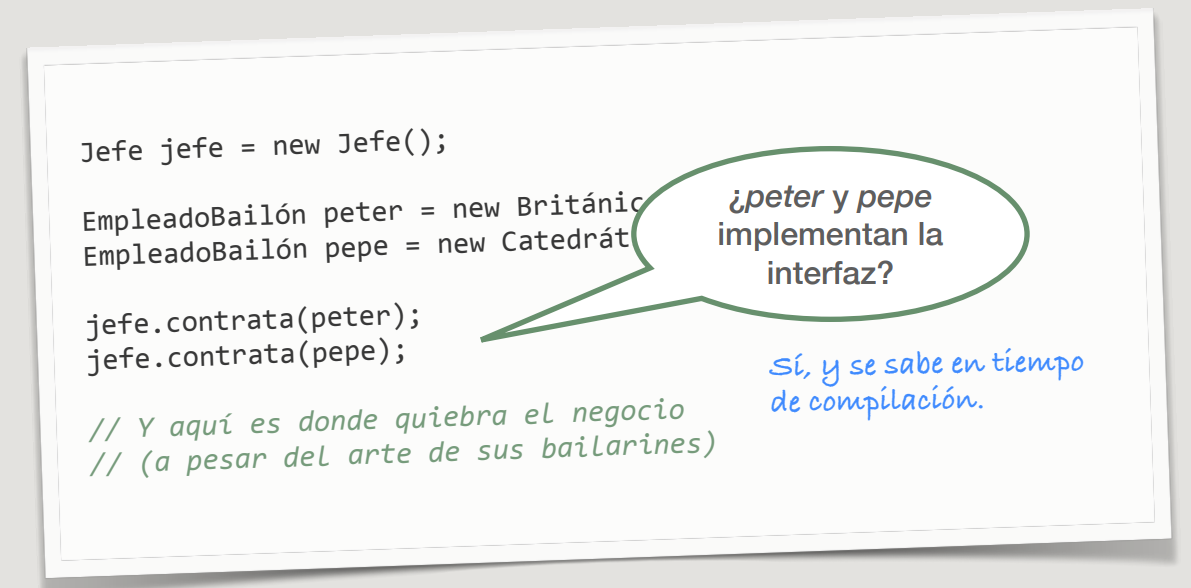 Jefe jefe = new Jefe();
EmpleadoBailón peter = new Británic
EmpleadoBailón pepe = new Catedrát
¿peter y pepe
implementan la
interfaz?
jefe.contrata(peter);
jefe.contrata(pepe);
Sí, y se sabe en tiempo
de compilación.
// Y aquí es donde quiebra el negocio
// (a pesar del arte de sus bailarines)